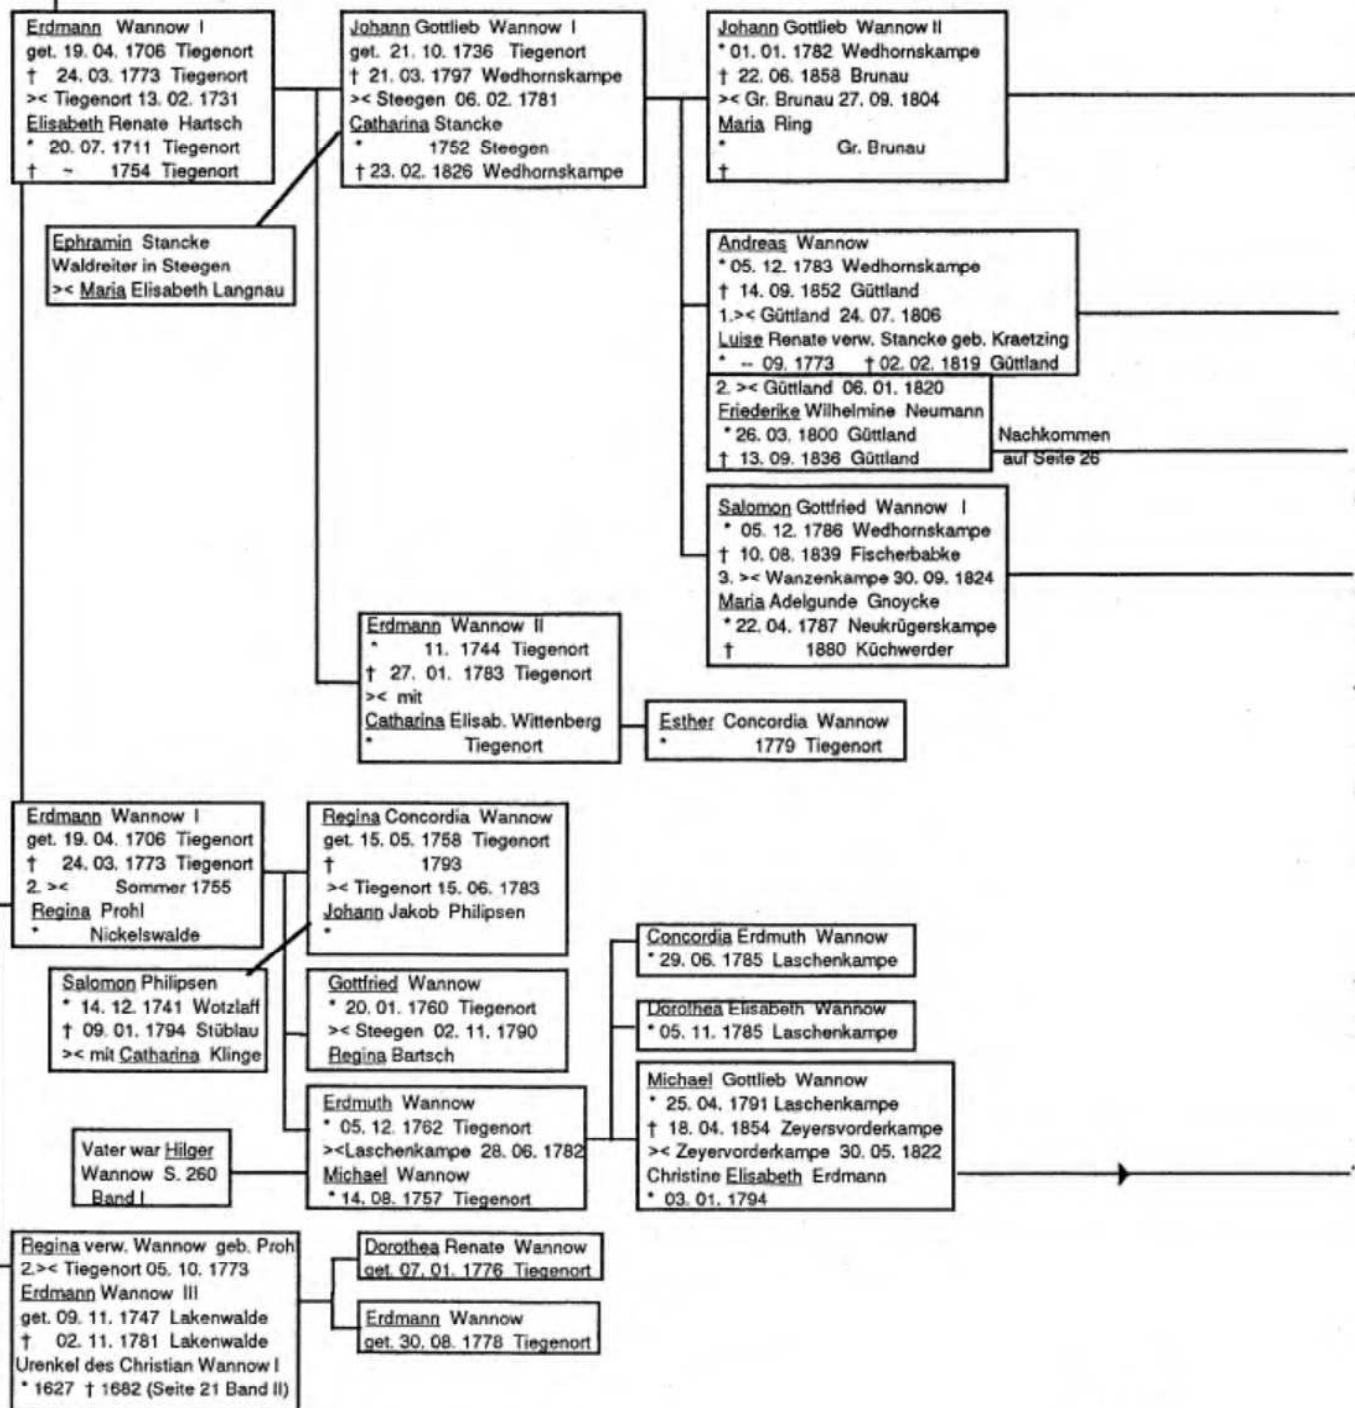 Erdmann Wannow I
get. 19. 04. 1706 Tiegenort
† 24. 03. 1773 Tiegenort
>< Tiegenort 13. 02. 1731
Elisabeth Renate Hartsch
* 20. 07. 1711 Tiegenort
† ~ 1754 Tiegenort
Johann Gottlieb Wannow I
get. 21. 10. 1736 Tiegenort
† 21. 03. 1797 Wedhornskampe
>< Steegen 06. 02. 1781
Catharina Stancke
* 1752 Steegen
† 23. 02. 1826 Wedhornskampe
Johann Gottlieb Wannow II
* 01. 01. 1782 Wedhornskampe
† 22. 06. 1858 Brunau
>< Gr. Brunau 27. 09. 1804
Maria Ring
* Gr. Brunau
†
Ephramin Stancke
Waldreiter in Steegen
>< Maria Elisabeth Langnau
Andreas Wannow
* 05. 12. 1783 Wedhornskampe
† 14. 09. 1852 Güttland
1.>< Güttland 24. 07. 1806
Luise Renate verw. Stancke geb. Kraetzing
* -- 09. 1773 † 02. 02. 1819 Güttland
2. >< Güttland 06. 01. 1820
Friederike Wilhelmine Neumann
* 26. 03. 1800 Güttland
† 13. 09. 1836 Güttland
Nachkommen
auf Seite 26
Salomon Gottfried Wannow I
* 05. 12. 1786 Wedhornskampe
† 10. 08. 1839 Fischerbabke
3. >< Wanzenkampe 30. 09. 1824
Maria Adelgunde Gnoycke
* 22. 04. 1787 Neukrügerskampe
† 1880 Küchwerder
Erdmann Wannow II
* 11. 1744 Tiegenort
† 27. 01. 1783 Tiegenort
>< mit
Catharina Elisab. Wittenberg
* Tiegenort
Esther Concordia Wannow
* 1779 Tiegenort
Erdmann Wannow I
get. 19. 04. 1706 Tiegenort
† 24. 03. 1773 Tiegenort
2. >< Sommer 1755
Regina Prohl
* Nickelswalde
Regina Concordia Wannow
get. 15. 05. 1758 Tiegenort
† 1793
>< Tiegenort 15. 06. 1783
Johann Jakob Philipsen
*
Salomon Philipsen
* 14. 12. 1741 Wotzlaff
† 09. 01. 1794 Stüblau
>< mit Catharina Klinge
Gottfried Wannow
* 20. 01. 1760 Tiegenort
>< Steegen 02. 11. 1790
Regina Bartsch
Concordia Erdmuth Wannow
* 29. 06. 1785 Laschenkampe
Dorothea Elisabeth Wannow
* 05. 11. 1785 Laschenkampe
Erdmuth Wannow
* 05. 12. 1762 Tiegenort
><Laschenkampe 28. 06. 1782
Michael Wannow
* 14. 08. 1757 Tiegenort
Vater war Hilger
Wannow S. 260
Band I
Michael Gottlieb Wannow
* 25. 04. 1791 Laschenkampe
† 18. 04. 1854 Zeyersvorderkampe
>< Zeyervorderkampe 30. 05. 1822
Christine Elisabeth Erdmann
* 03. 01. 1794
Regina verw. Wannow geb. Proh
2.>< Tiegenort 05. 10. 1773
Erdmann Wannow III
get. 09. 11. 1747 Lakenwalde
† 02. 11. 1781 Lakenwalde
Urenkel des Christian Wannow I
* 1627 † 1682 (Seite 21 Band II)
Dorothea Renate Wannow
get. 07. 01. 1776 Tiegenort
Erdmann Wannow
get. 30. 08. 1778 Tiegenort